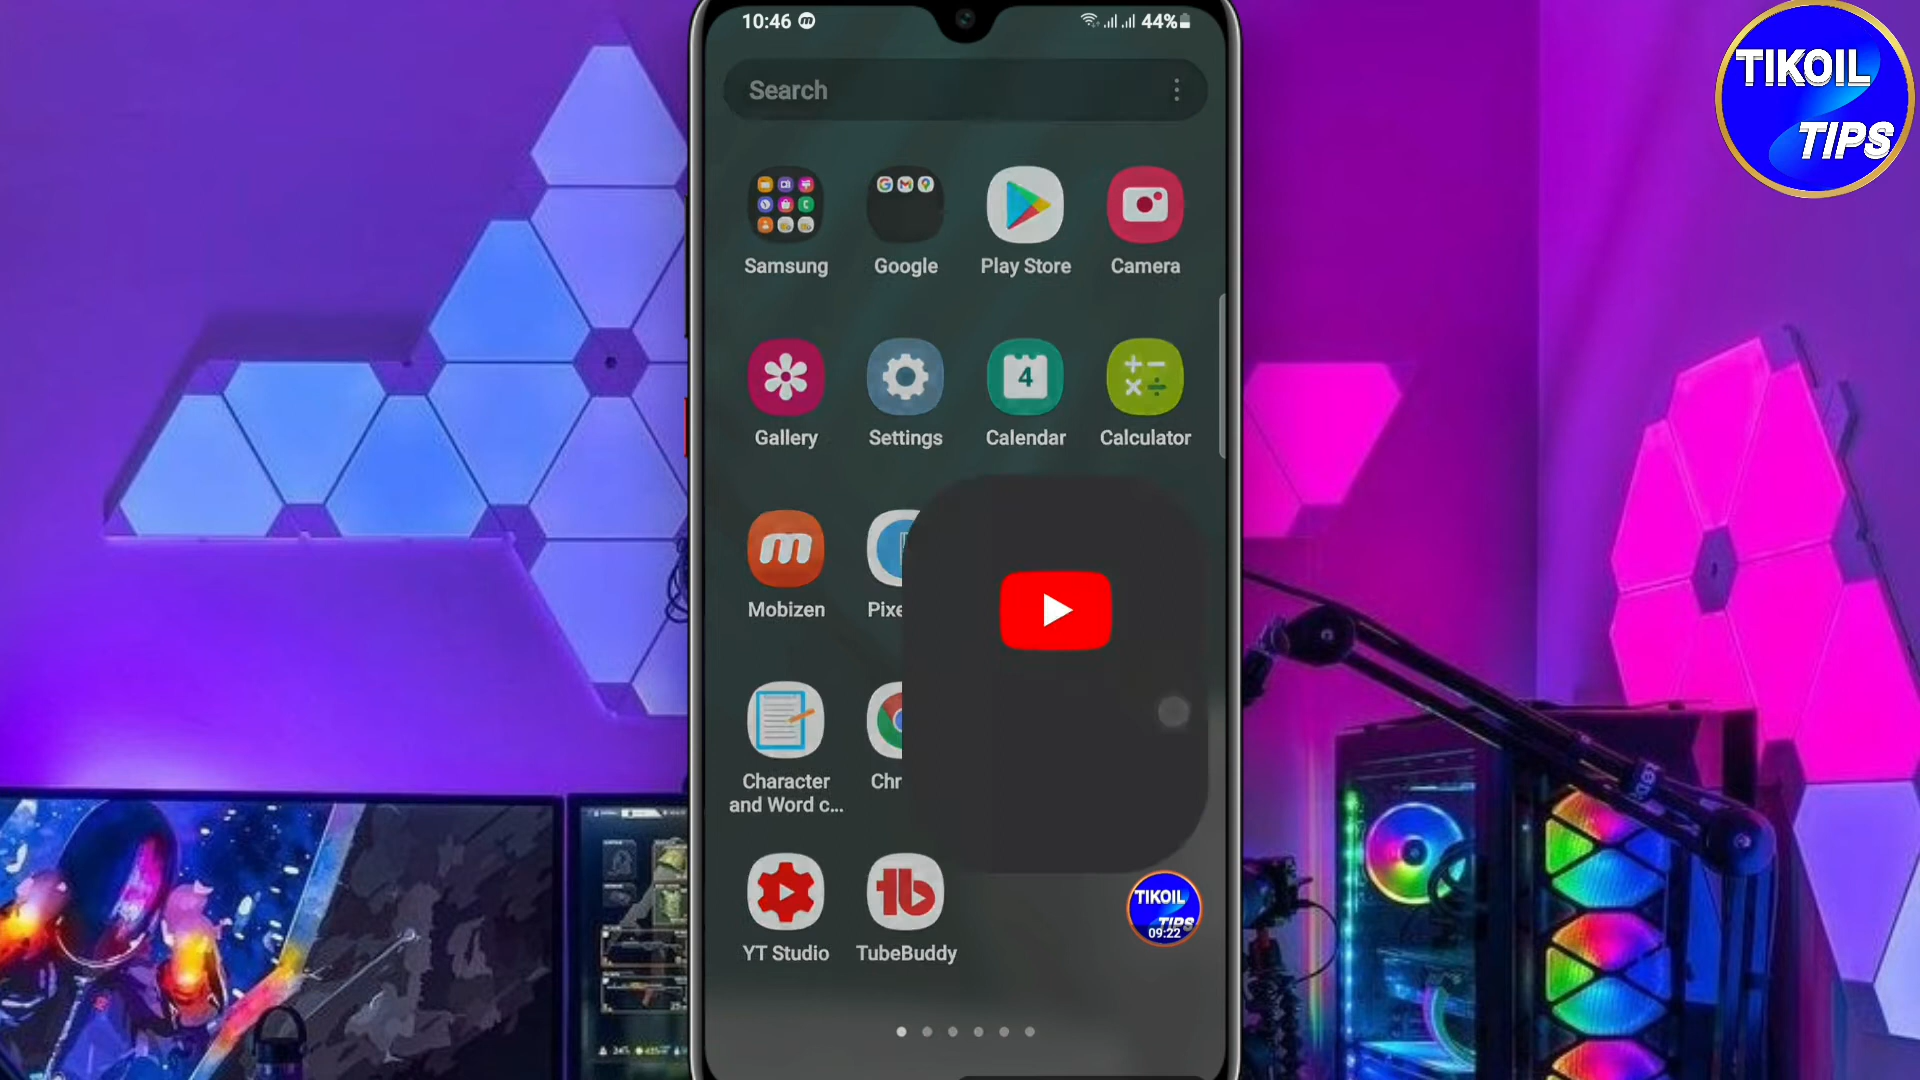 10:46
44%
TIKOIL
TIPS
Search
Samsung
Google
Play Store
Camera
4
Gallery
Settings
Calendar
Calculator
Mobizen
Pixe
Character
and Word c...
Chr
TIKOIL
TIPS
09:22
YT Studio
TubeBuddy